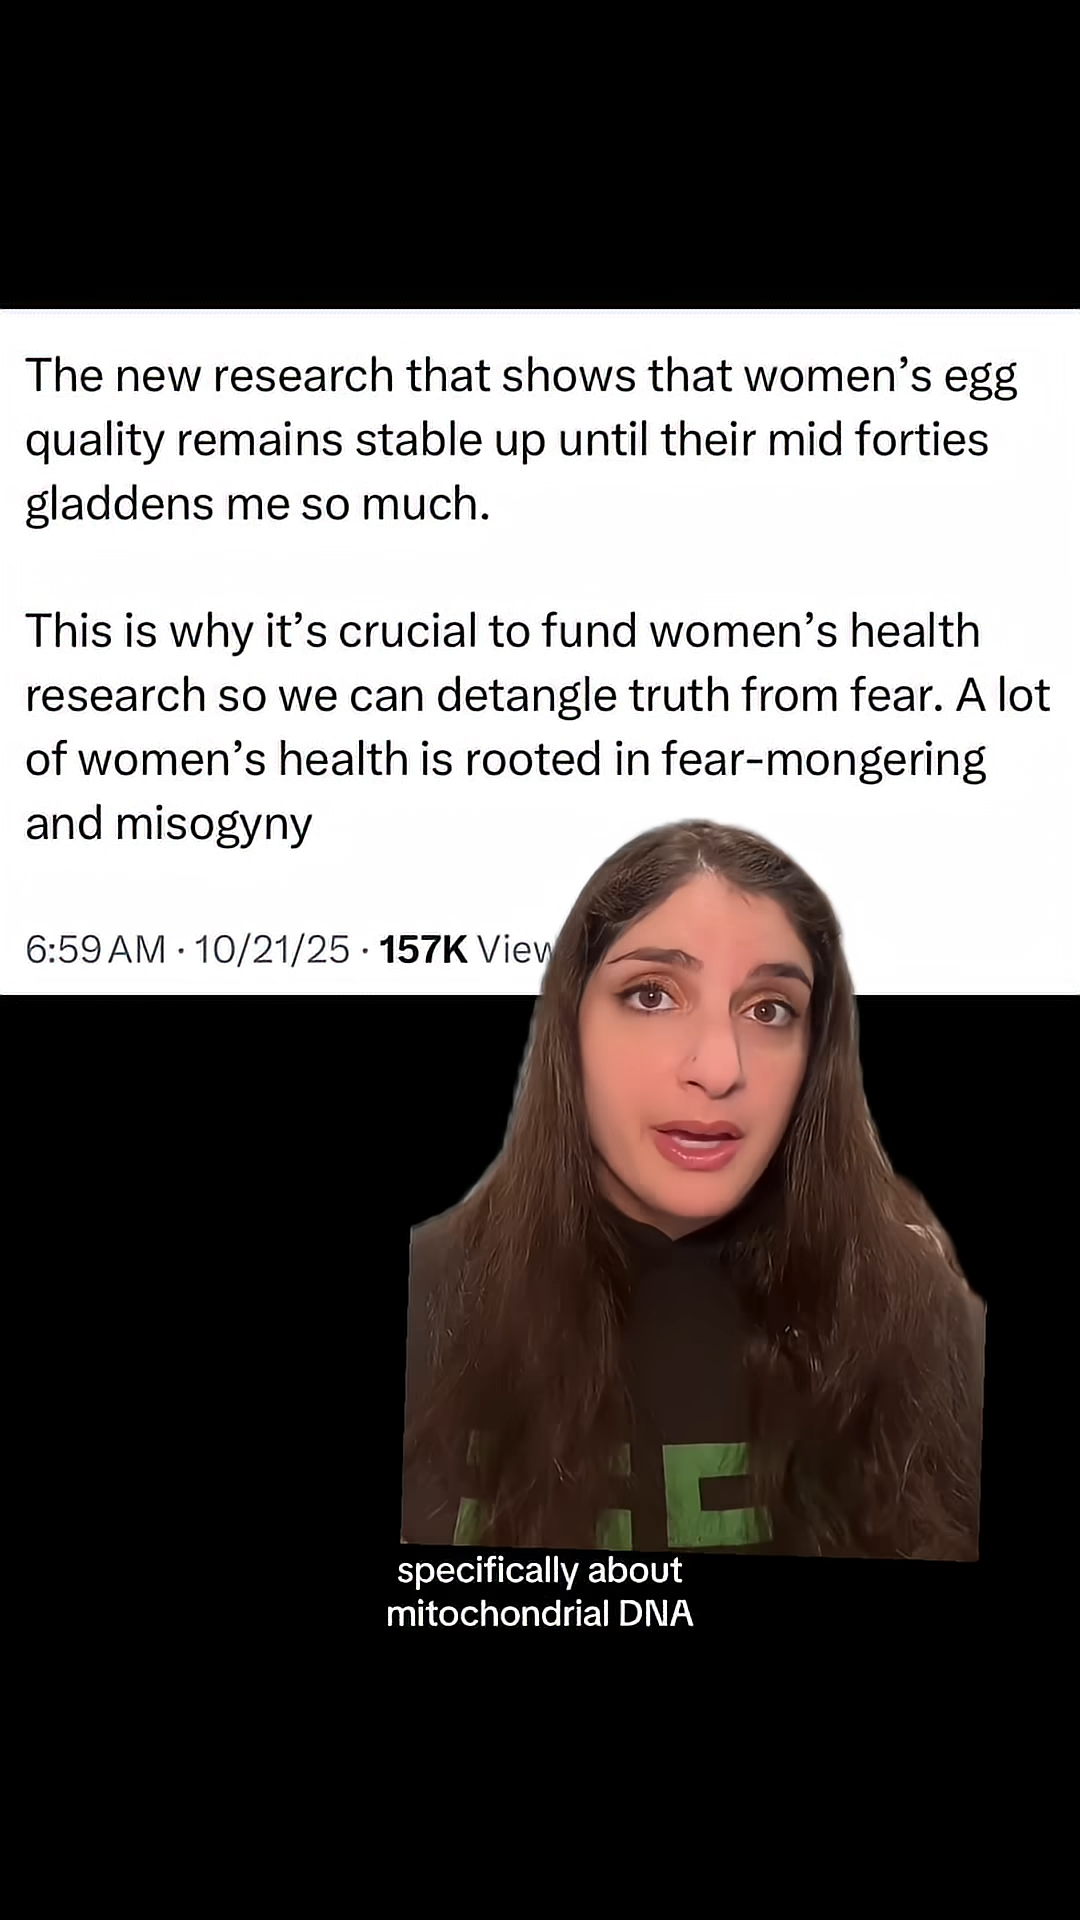 The new research that shows that women’s egg
quality remains stable up until their mid forties
gladdens me so much.
This is why it’s crucial to fund women’s health
research so we can detangle truth from fear. A lot
of women’s health is rooted in fear-mongering
and misogyny
6:59 AM · 10/21/25 · 157K View
specifically about
mitochondrial DNA